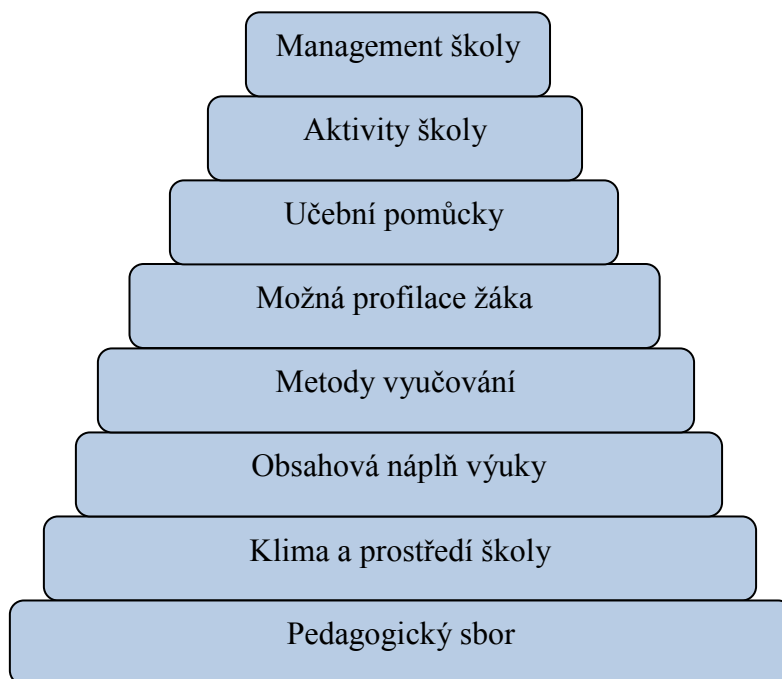 Management školy
Aktivity školy
Učební pomůcky
Možná profilace žáka
Metody vyučování
Obsahová náplň výuky
Klima a prostředí školy
Pedagogický sbor